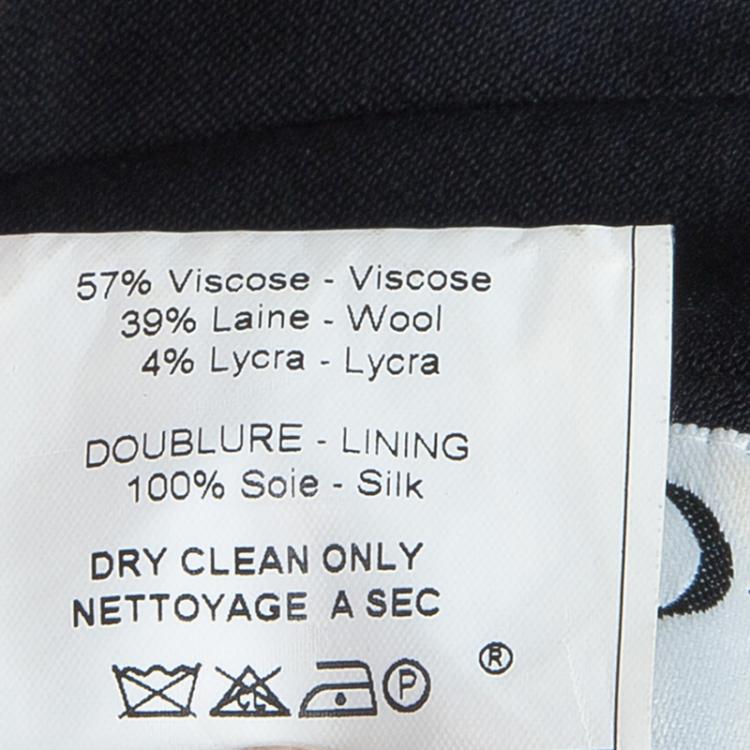 57% Viscose - Viscose
39% Laine - Wool
4% Lycra - Lycra
DOUBLURE - LINING
100% Soie - Silk
DRY CLEAN ONLY
NETTOYAGE A SEC
®
CL P